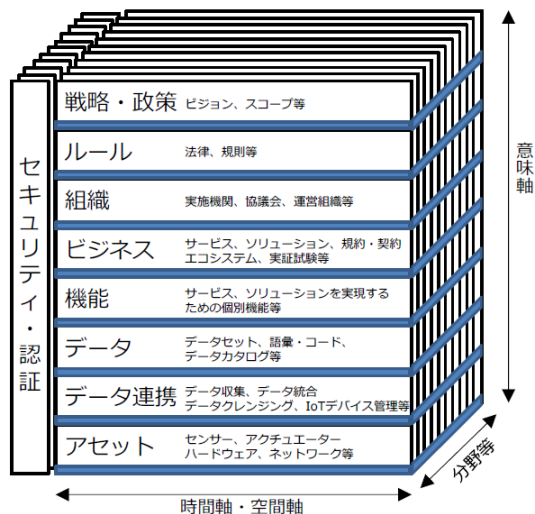 セキュリティ・認証
戦略・政策 ビジョン、スコープ等
ルール 法律、規則等
組織 実施機関、協議会、運営組織等
ビジネス サービス、ソリューション、規約・契約
エコシステム、実証試験等
機能 サービス、ソリューションを実現する
ための個別機能等
データ データセット、語彙・コード、
データカタログ等
データ連携 データ収集、データ統合
データクレンジング、IoTデバイス管理等
アセット センサー、アクチュエーター
ハードウェア、ネットワーク等
意味軸
分野等
時間軸・空間軸